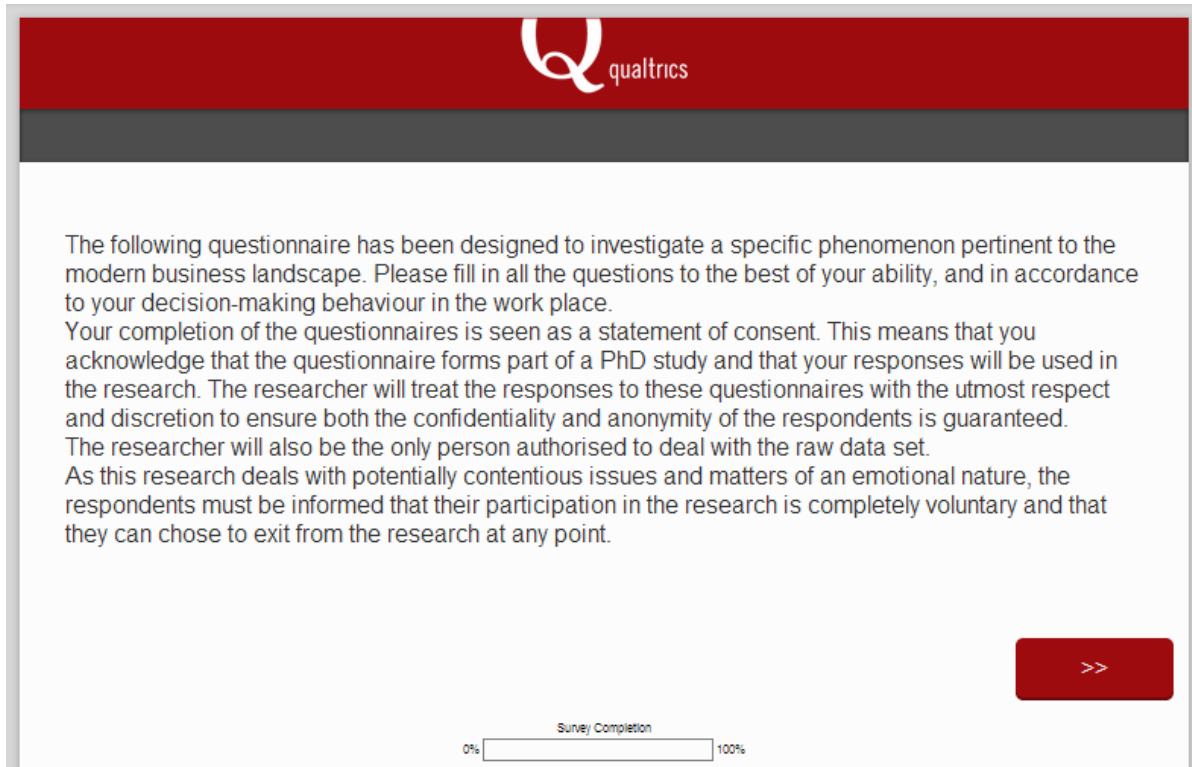 Q
qualtrics
The following questionnaire has been designed to investigate a specific phenomenon pertinent to the
modern business landscape. Please fill in all the questions to the best of your ability, and in accordance
to your decision-making behaviour in the work place.
Your completion of the questionnaires is seen as a statement of consent. This means that you
acknowledge that the questionnaire forms part of a PhD study and that your responses will be used in
the research. The researcher will treat the responses to these questionnaires with the utmost respect
and discretion to ensure both the confidentiality and anonymity of the respondents is guaranteed.
The researcher will also be the only person authorised to deal with the raw data set.
As this research deals with potentially contentious issues and matters of an emotional nature, the
respondents must be informed that their participation in the research is completely voluntary and that
they can chose to exit from the research at any point.
>>
Survey Completion
0% 100%